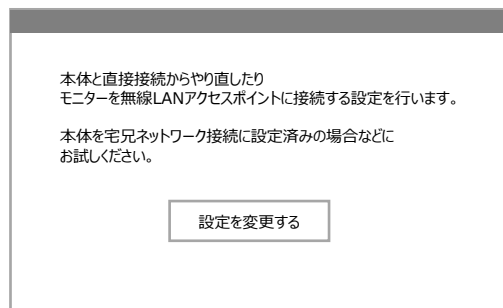 本体と直接接続からやり直したり
モニターを無線LANアクセスポイントに接続する設定を行います。
本体を宅兄ネットワーク接続に設定済みの場合などに
お試しください。
設定を変更する